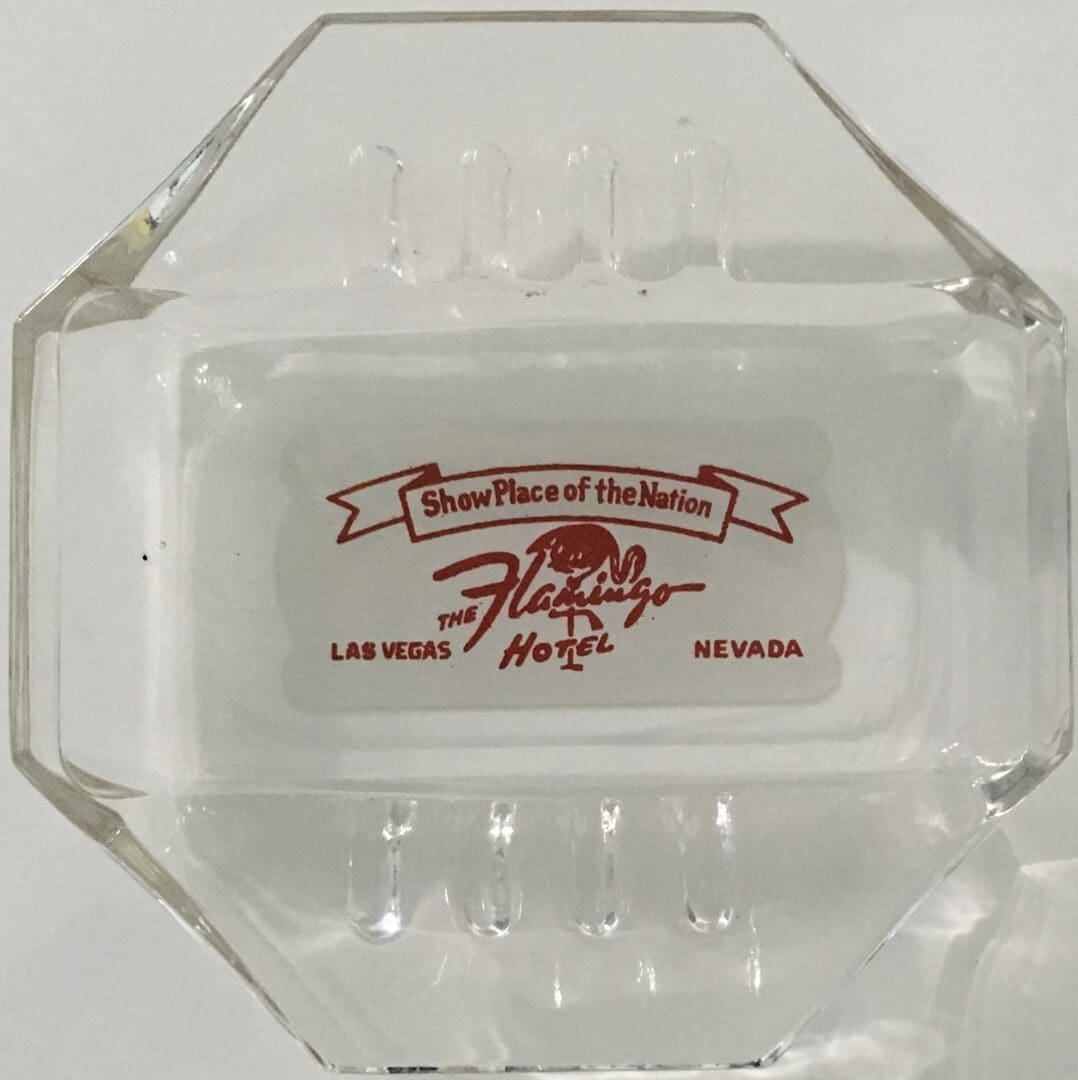 Show Place of the Nation
THE Flamingo
HOTEL
LAS VEGAS NEVADA